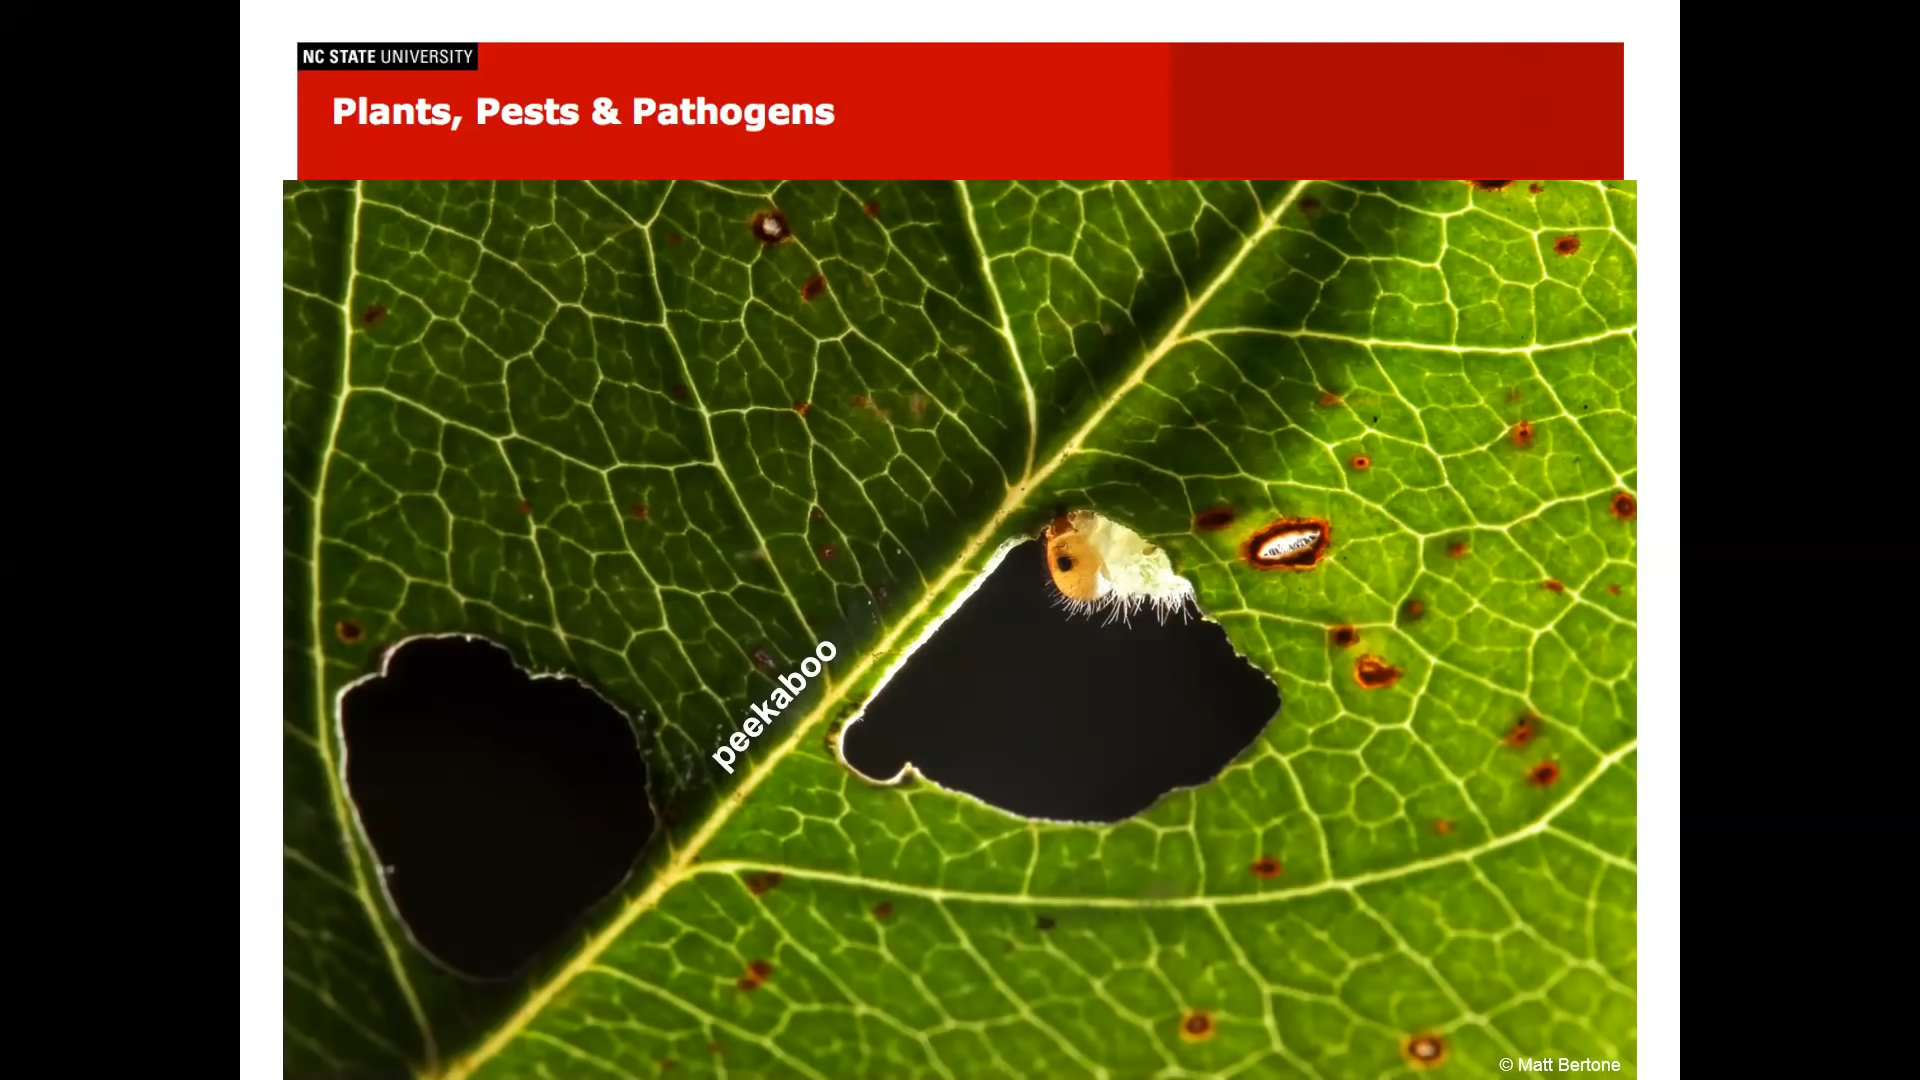 NC STATE UNIVERSITY
Plants, Pests & Pathogens
peekaboo
© Matt Bertone